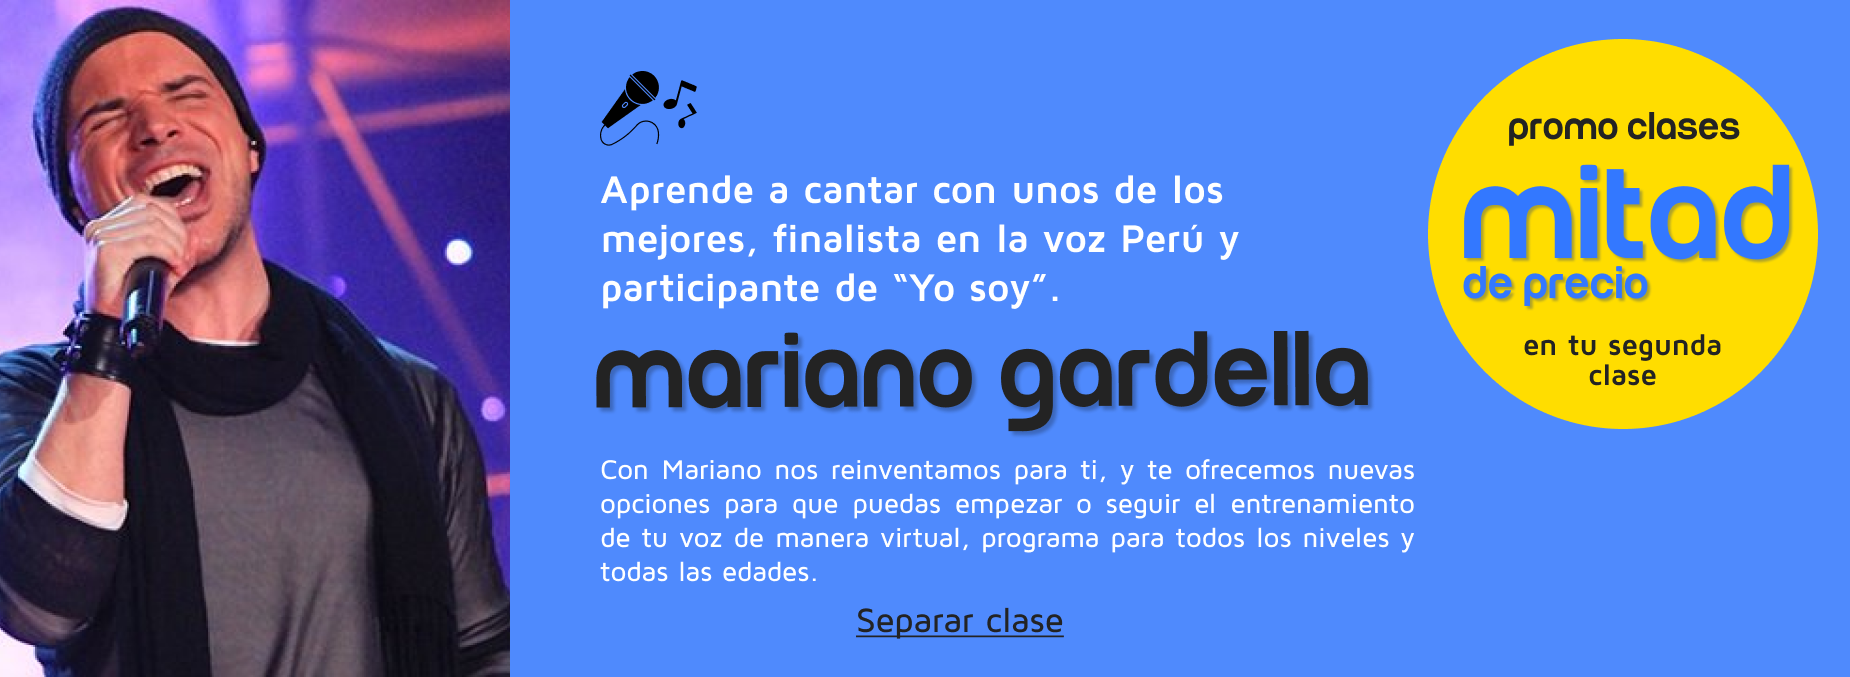 Aprende a cantar con unos de los
mejores, finalista en la voz Perú y
participante de “Yo soy”.
mariano gardella
Con Mariano nos reinventamos para ti, y te ofrecemos nuevas
opciones para que puedas empezar o seguir el entrenamiento
de tu voz de manera virtual, programa para todos los niveles y
todas las edades.
Separar clase
promo clases
mitad
de precio
en tu segunda
clase